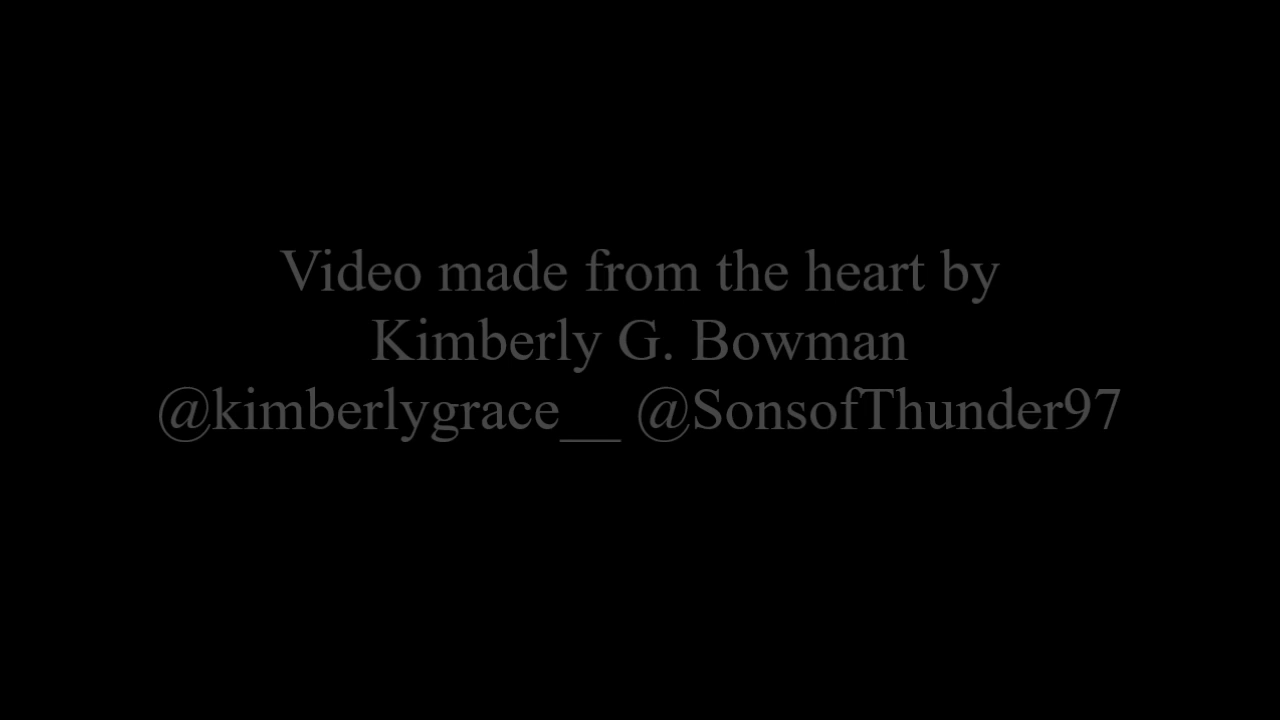 Video made from the heart by
Kimberly G. Bowman
@kimberlygrace__ @SonsofThunder97